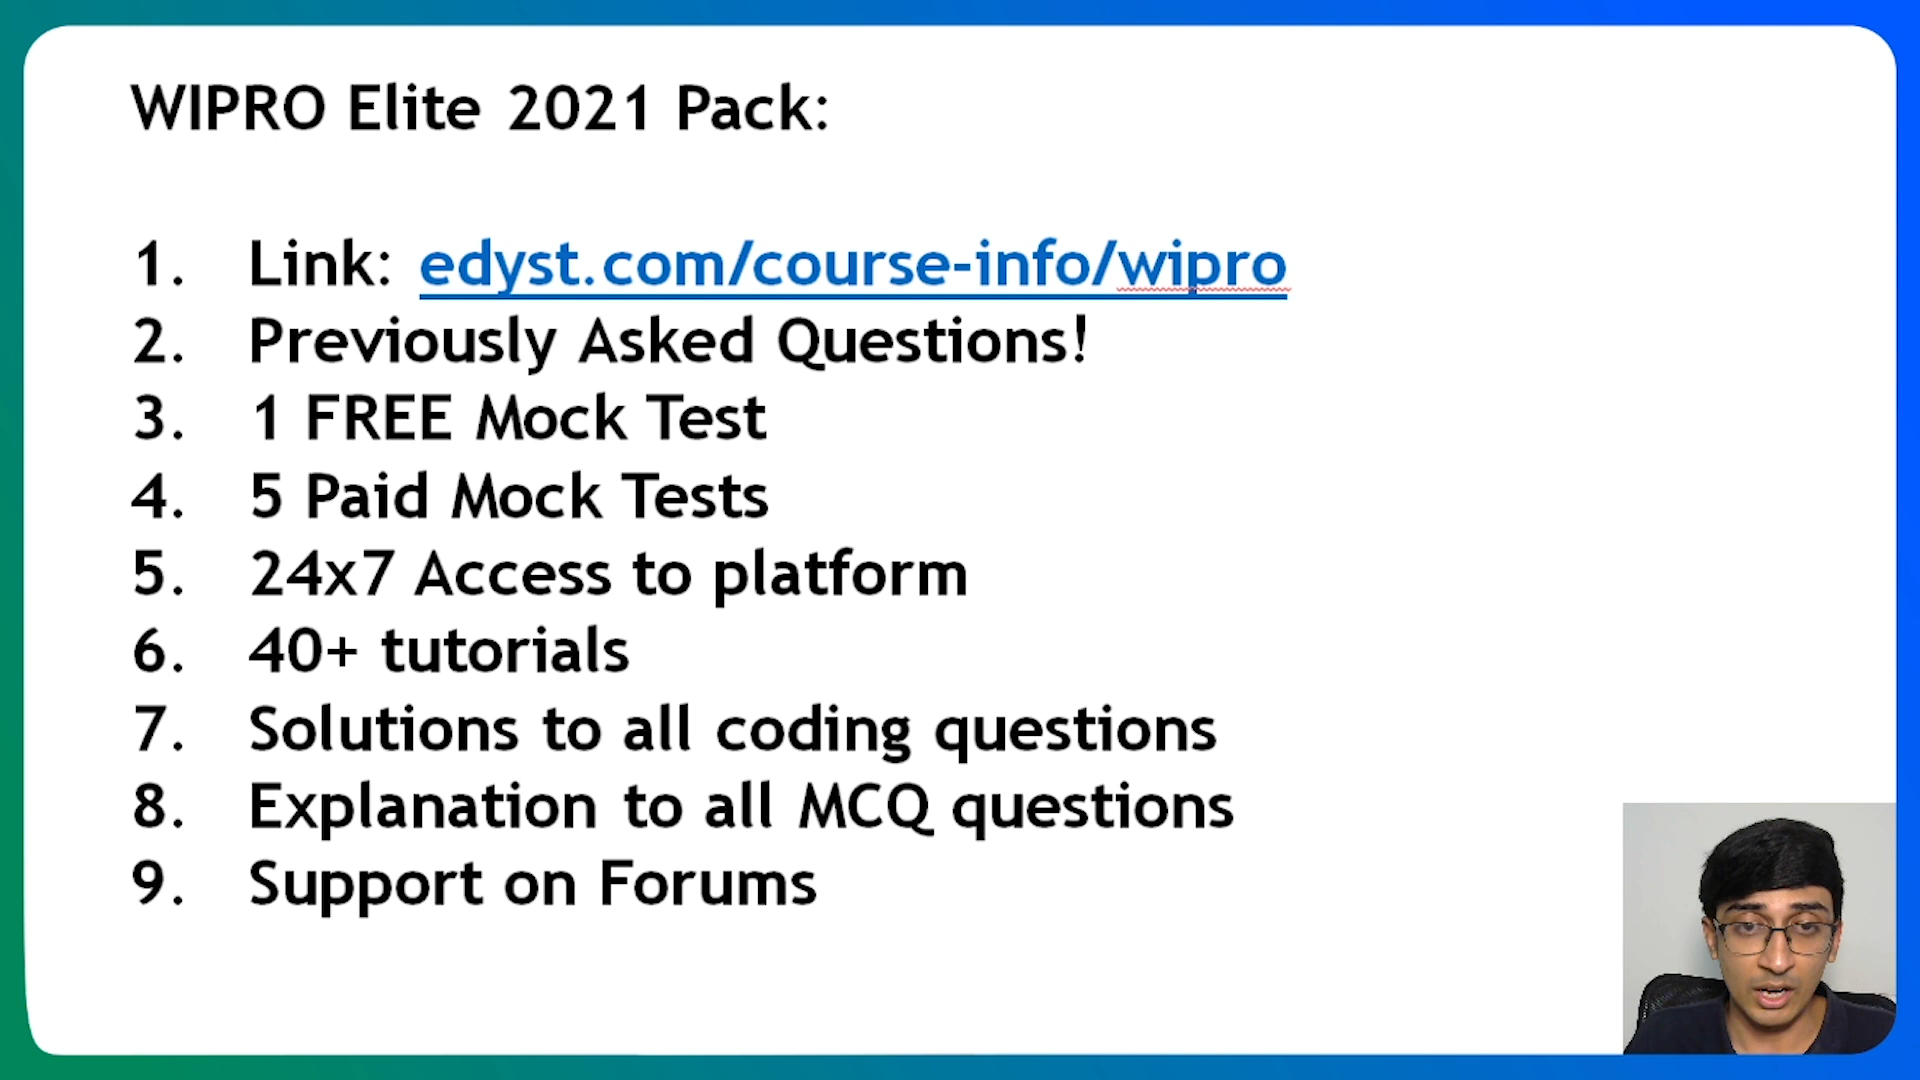 WIPRO Elite 2021 Pack:
1. Link: edyst.com/course-info/wipro
2. Previously Asked Questions!
3. 1 FREE Mock Test
4. 5 Paid Mock Tests
5. 24x7 Access to platform
6. 40+ tutorials
7. Solutions to all coding questions
8. Explanation to all MCQ questions
9. Support on Forums